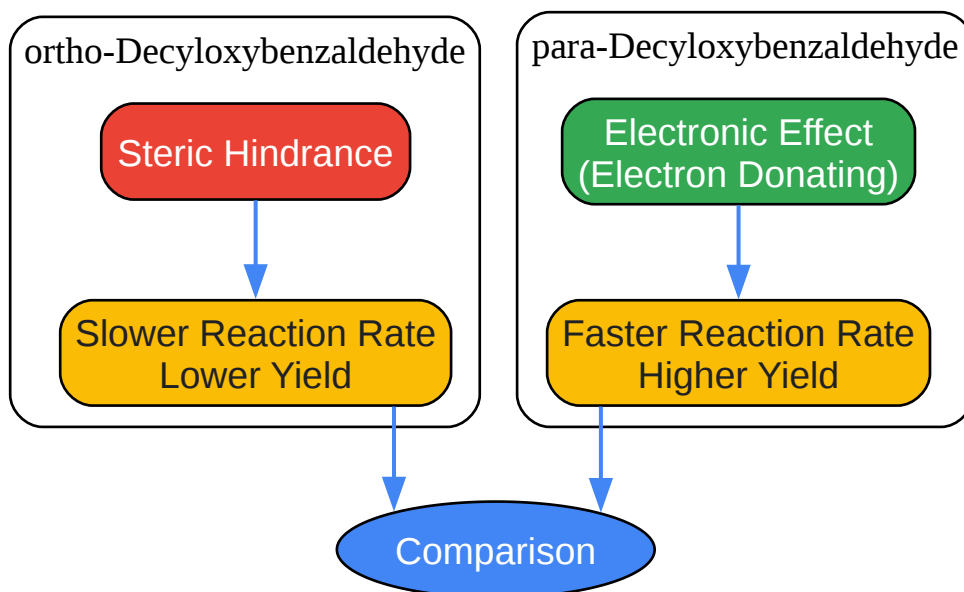 ortho-Decyloxybenzaldehyde
Steric Hindrance
Slower Reaction Rate
Lower Yield
para-Decyloxybenzaldehyde
Electronic Effect
(Electron Donating)
Faster Reaction Rate
Higher Yield
Comparison